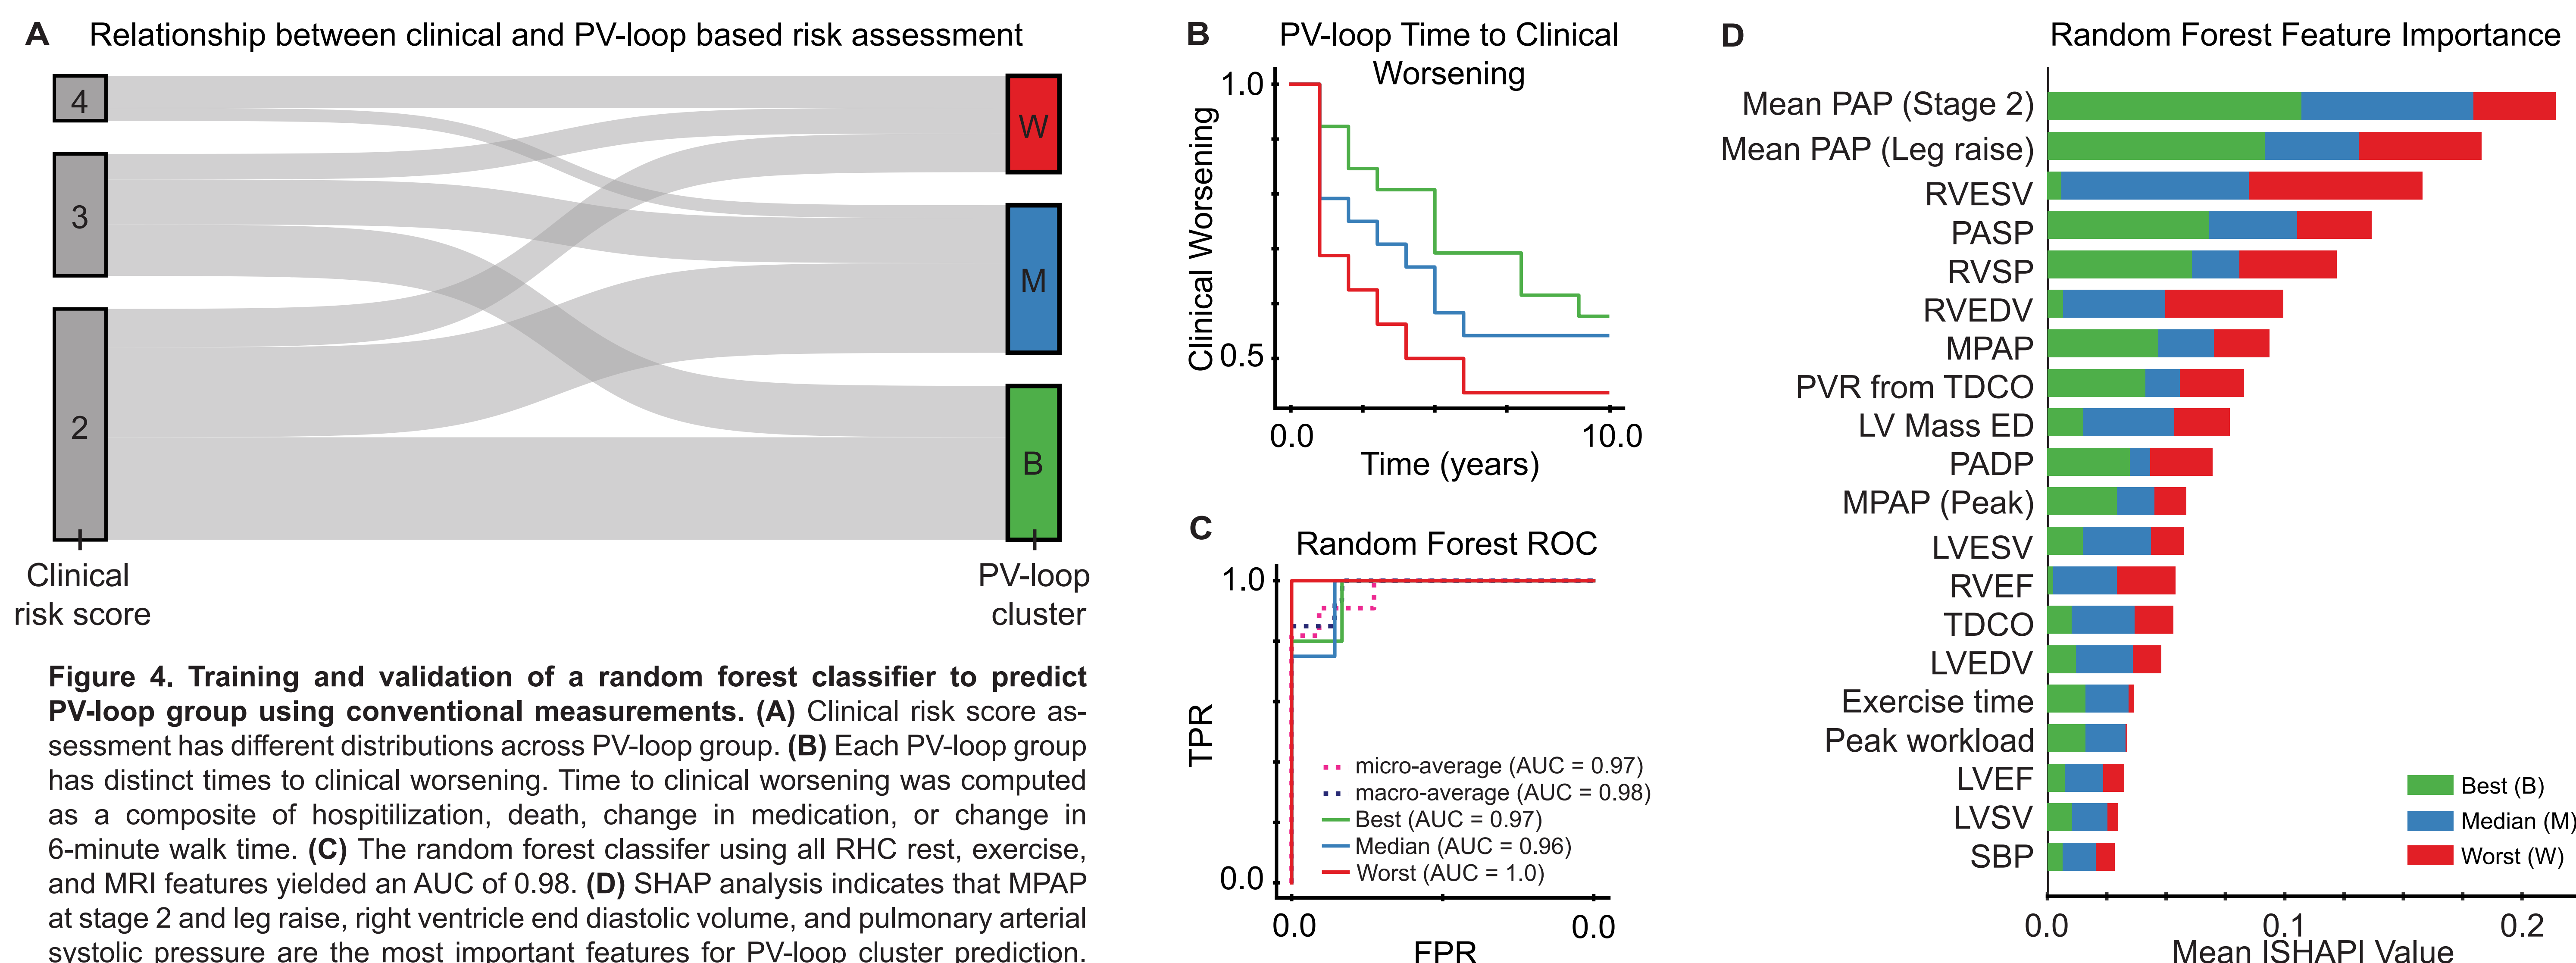 A Relationship between clinical and PV-loop based risk assessment
4
3
2
W
M
B
Clinical
risk score
PV-loop
cluster
Figure 4. Training and validation of a random forest classifier to predict
PV-loop group using conventional measurements. (A) Clinical risk score as-
sessment has different distributions across PV-loop group. (B) Each PV-loop group
has distinct times to clinical worsening. Time to clinical worsening was computed
as a composite of hospitilization, death, change in medication, or change in
6-minute walk time. (C) The random forest classifer using all RHC rest, exercise,
and MRI features yielded an AUC of 0.98. (D) SHAP analysis indicates that MPAP
at stage 2 and leg raise, right ventricle end diastolic volume, and pulmonary arterial
systolic pressure are the most important features for PV-loop cluster prediction.
B PV-loop Time to Clinical
Worsening
Clinical Worsening
1.0
0.5
0.0 10.0
Time (years)
C
Random Forest ROC
TPR
1.0
0.0
micro-average (AUC = 0.97)
macro-average (AUC = 0.98)
Best (AUC = 0.97)
Median (AUC = 0.96)
Worst (AUC = 1.0)
0.0 0.0
FPR
D Random Forest Feature Importance
Mean PAP (Stage 2)
Mean PAP (Leg raise)
RVESV
PASP
RVSP
RVEDV
MPAP
PVR from TDCO
LV Mass ED
PADP
MPAP (Peak)
LVESV
RVEF
TDCO
LVEDV
Exercise time
Peak workload
LVEF
LVSV
SBP
Best (B)
Median (M)
Worst (W)
0.0 0.1 0.2
Mean |SHAP| Value